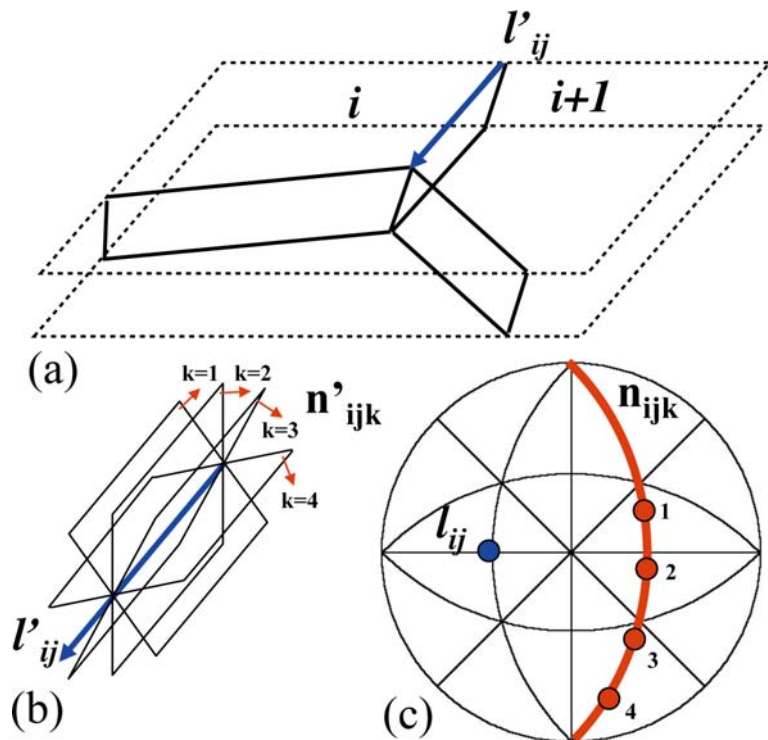 l'ij
i
i+1
(a)
k=1
k=2
n'ijk
k=3
k=4
l'ij
(b)
nijk
1
lij
2
3
4
(c)